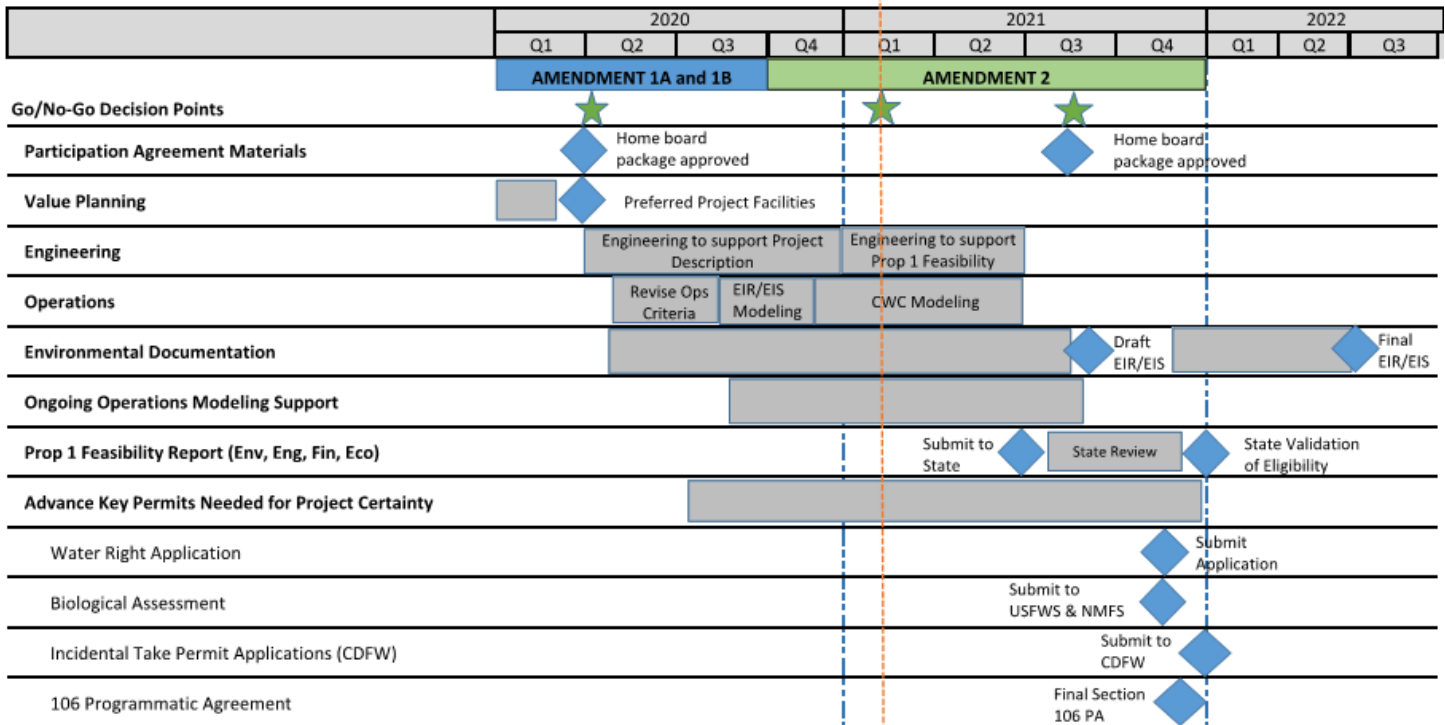 2020 2021 2022
Q1 Q2 Q3 Q4 Q1 Q2 Q3 Q4 Q1 Q2 Q3
AMENDMENT 1A and 1B AMENDMENT 2
Go/No-Go Decision Points
Participation Agreement Materials
Home board
package approved
Home board
package approved
Value Planning
Preferred Project Facilities
Engineering
Engineering to support Project
Description
Engineering to support
Prop 1 Feasibility
Operations
Revise Ops
Criteria
EIR/EIS
Modeling
CWC Modeling
Environmental Documentation
Draft
EIR/EIS
Final
EIR/EIS
Ongoing Operations Modeling Support
Prop 1 Feasibility Report (Env, Eng, Fin, Eco)
Submit to
State
State Review
State Validation
of Eligibility
Advance Key Permits Needed for Project Certainty
Water Right Application
Submit
Application
Biological Assessment
Submit to
USFWS & NMFS
Incidental Take Permit Applications (CDFW)
Submit to
CDFW
106 Programmatic Agreement
Final Section
106 PA